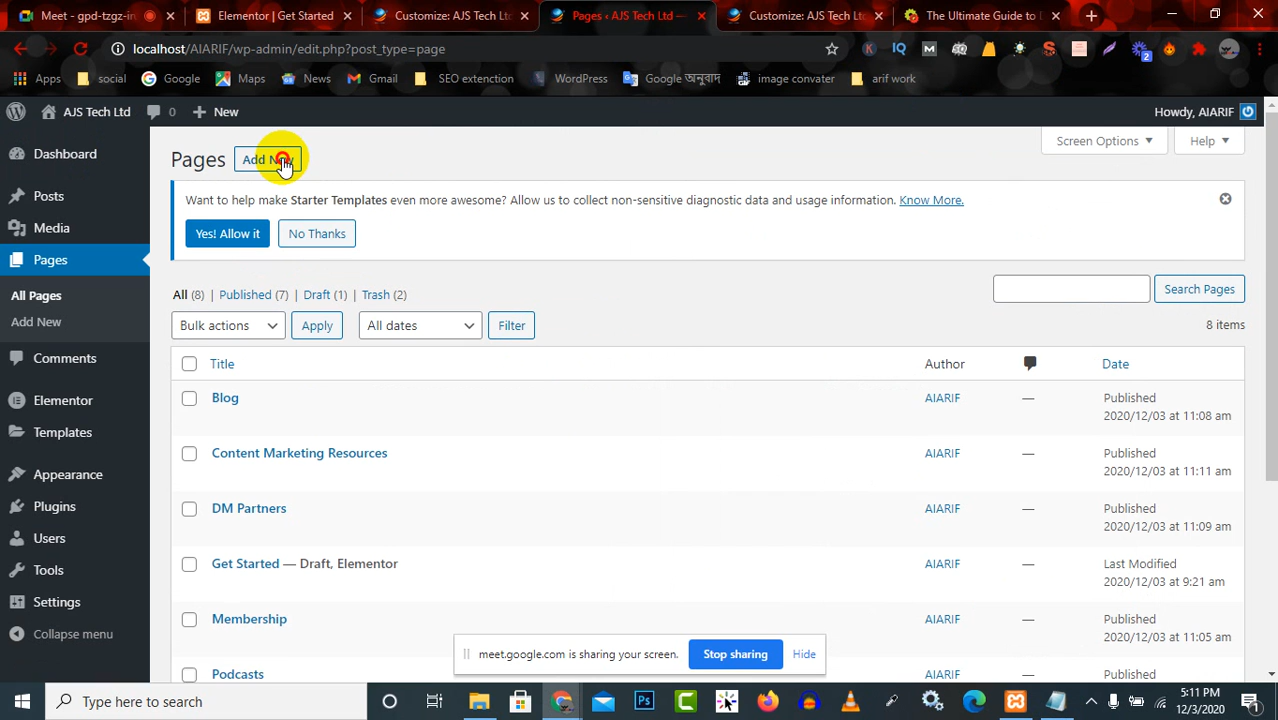 Meet - gpd-tzgz-in
Elementor | Get Started
Customize: AJS Tech Ltd
Pages ‹ AJS Tech Ltd —
Customize: AJS Tech Ltd
The Ultimate Guide to D
localhost/AIARIF/wp-admin/edit.php?post_type=page
2
Apps
social
Google
Maps
News
Gmail
SEO extenction
WordPress
Google অনুবাদ
image convater
arif work
AJS Tech Ltd
0
New
Howdy, AIARIF
Dashboard
Posts
Media
Pages
All Pages
Add New
Comments
Elementor
Templates
Appearance
Plugins
Users
Tools
Settings
Collapse menu
Pages
Add New
Screen Options
Help
Want to help make Starter Templates even more awesome? Allow us to collect non-sensitive diagnostic data and usage information. Know More.
Yes! Allow it
No Thanks
All (8) | Published (7) | Draft (1) | Trash (2)
Search Pages
Bulk actions
Apply
All dates
Filter
8 items
Title
Author
Date
Blog
AIARIF
—
Published
2020/12/03 at 11:08 am
Content Marketing Resources
AIARIF
—
Published
2020/12/03 at 11:11 am
DM Partners
AIARIF
—
Published
2020/12/03 at 11:09 am
Get Started — Draft, Elementor
AIARIF
—
Last Modified
2020/12/03 at 9:21 am
Membership
AIARIF
—
Published
2020/12/03 at 11:05 am
Podcasts
AIARIF
—
Published
meet.google.com is sharing your screen.
Stop sharing
Hide
Type here to search
Ps
5:11 PM
12/3/2020
1